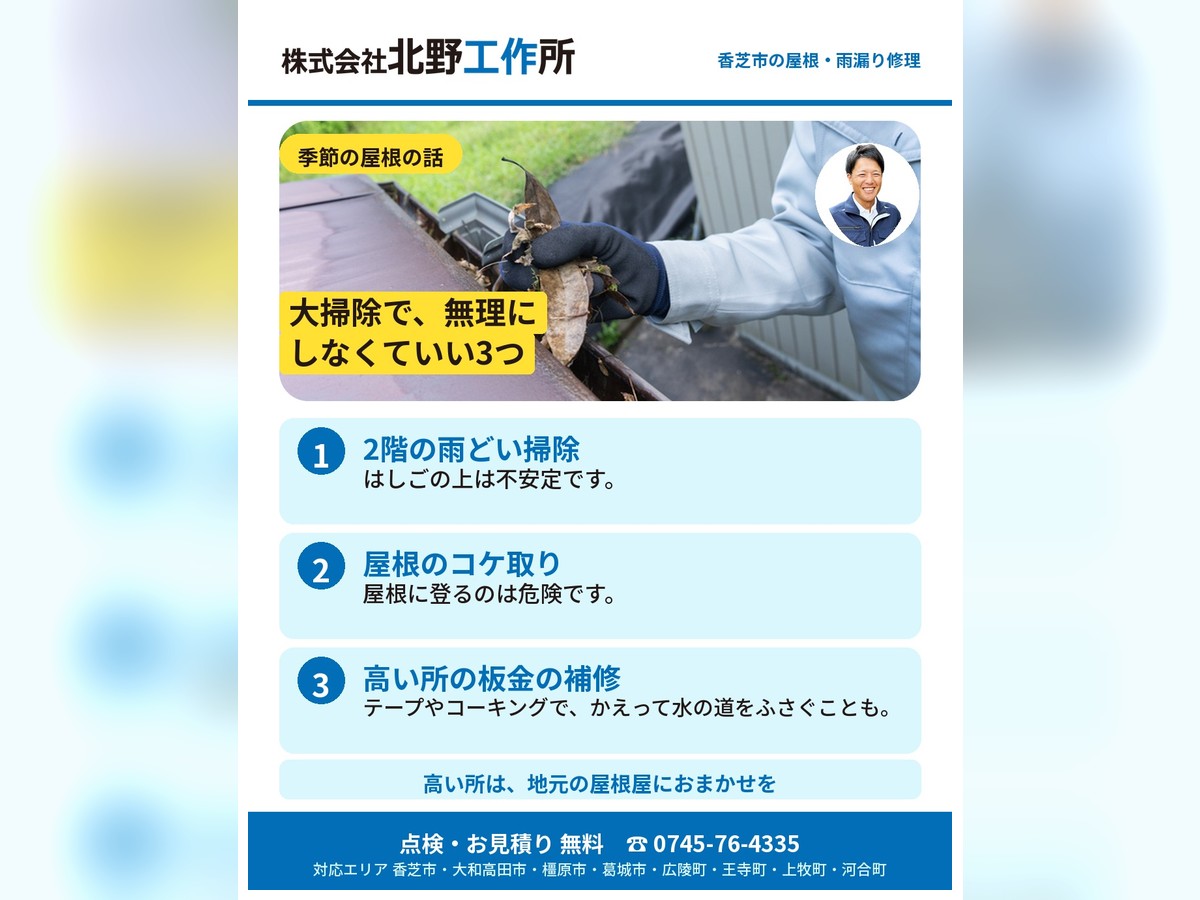 株式会社北野工作所
香芝市の屋根・雨漏り修理
季節の屋根の話
大掃除で、無理に
しなくていい3つ
1
2階の雨どい掃除
はしごの上は不安定です。
2
屋根のコケ取り
屋根に登るのは危険です。
3
高い所の板金の補修
テープやコーキングで、かえって水の道をふさぐことも。
高い所は、地元の屋根屋におまかせを
点検・お見積り 無料 ☎ 0745-76-4335
対応エリア 香芝市・大和高田市・橿原市・葛城市・広陵町・王寺町・上牧町・河合町